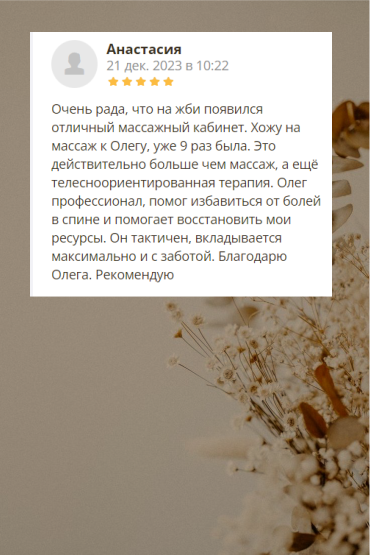 Анастасия
21 дек. 2023 в 10:22
Очень рада, что на жби появился
отличный массажный кабинет. Хожу на
массаж к Олегу, уже 9 раз была. Это
действительно больше чем массаж, а ещё
телесноориентированная терапия. Олег
профессионал, помог избавиться от болей
в спине и помогает восстановить мои
ресурсы. Он тактичен, вкладывается
максимально и с заботой. Благодарю
Олега. Рекомендую